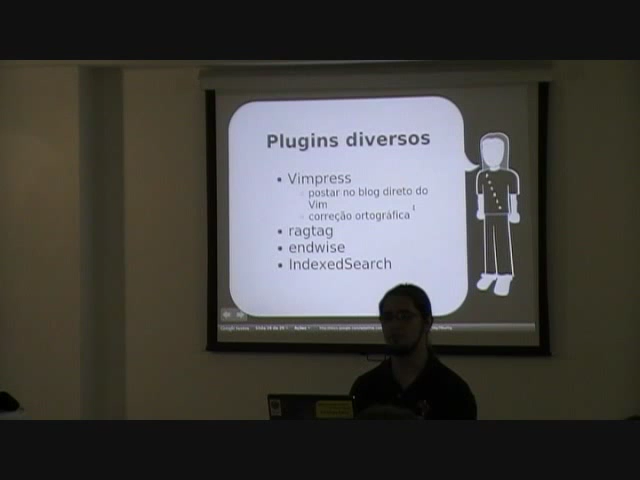 Plugins diversos
• Vimpress
◦ postar no blog direto do
Vim
◦ correção ortográfica
• ragtag
• endwise
• IndexedSearch